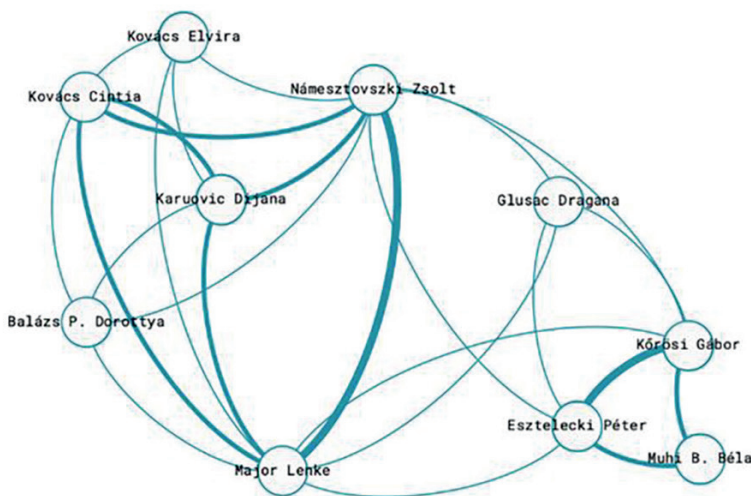 Kovács Elvira
Kovács Cintia
Námesztovszki Zsolt
Karuovic Dijana
Glusac Dragana
Balázs P. Dorottya
Kőrösi Gábor
Esztelecki Péter
Muhi B. Béla
Major Lenke